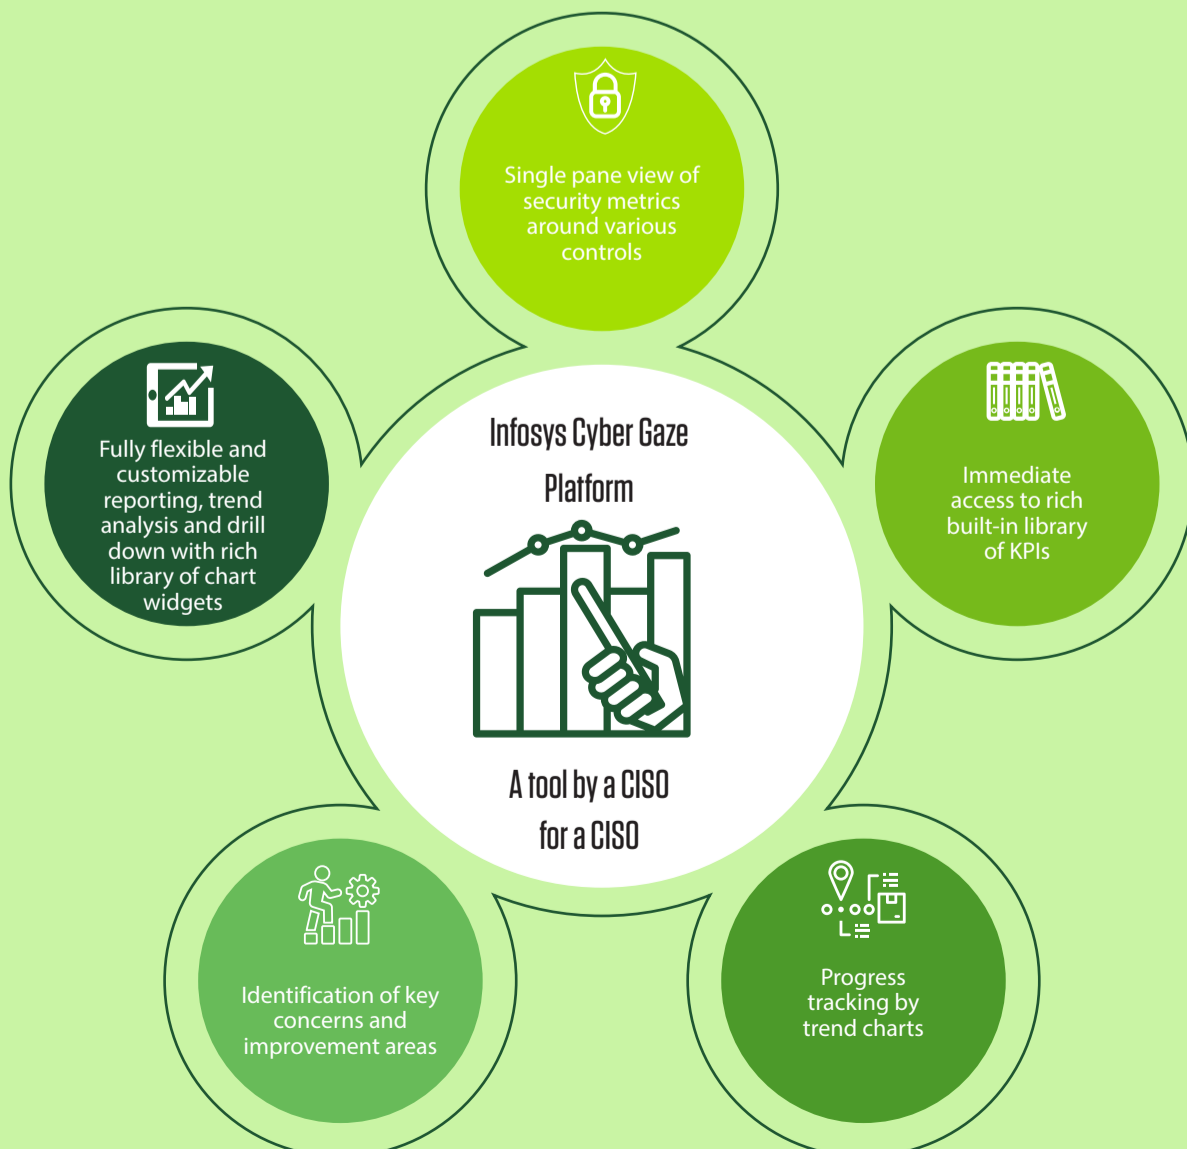 Single pane view of
security metrics
around various
controls
Fully flexible and
customizable
reporting, trend
analysis and drill
down with rich
library of chart
widgets
Infosys Cyber Gaze
Platform
A tool by a CISO
for a CISO
Immediate
access to rich
built-in library
of KPIs
Identification of key
concerns and
improvement areas
Progress
tracking by
trend charts